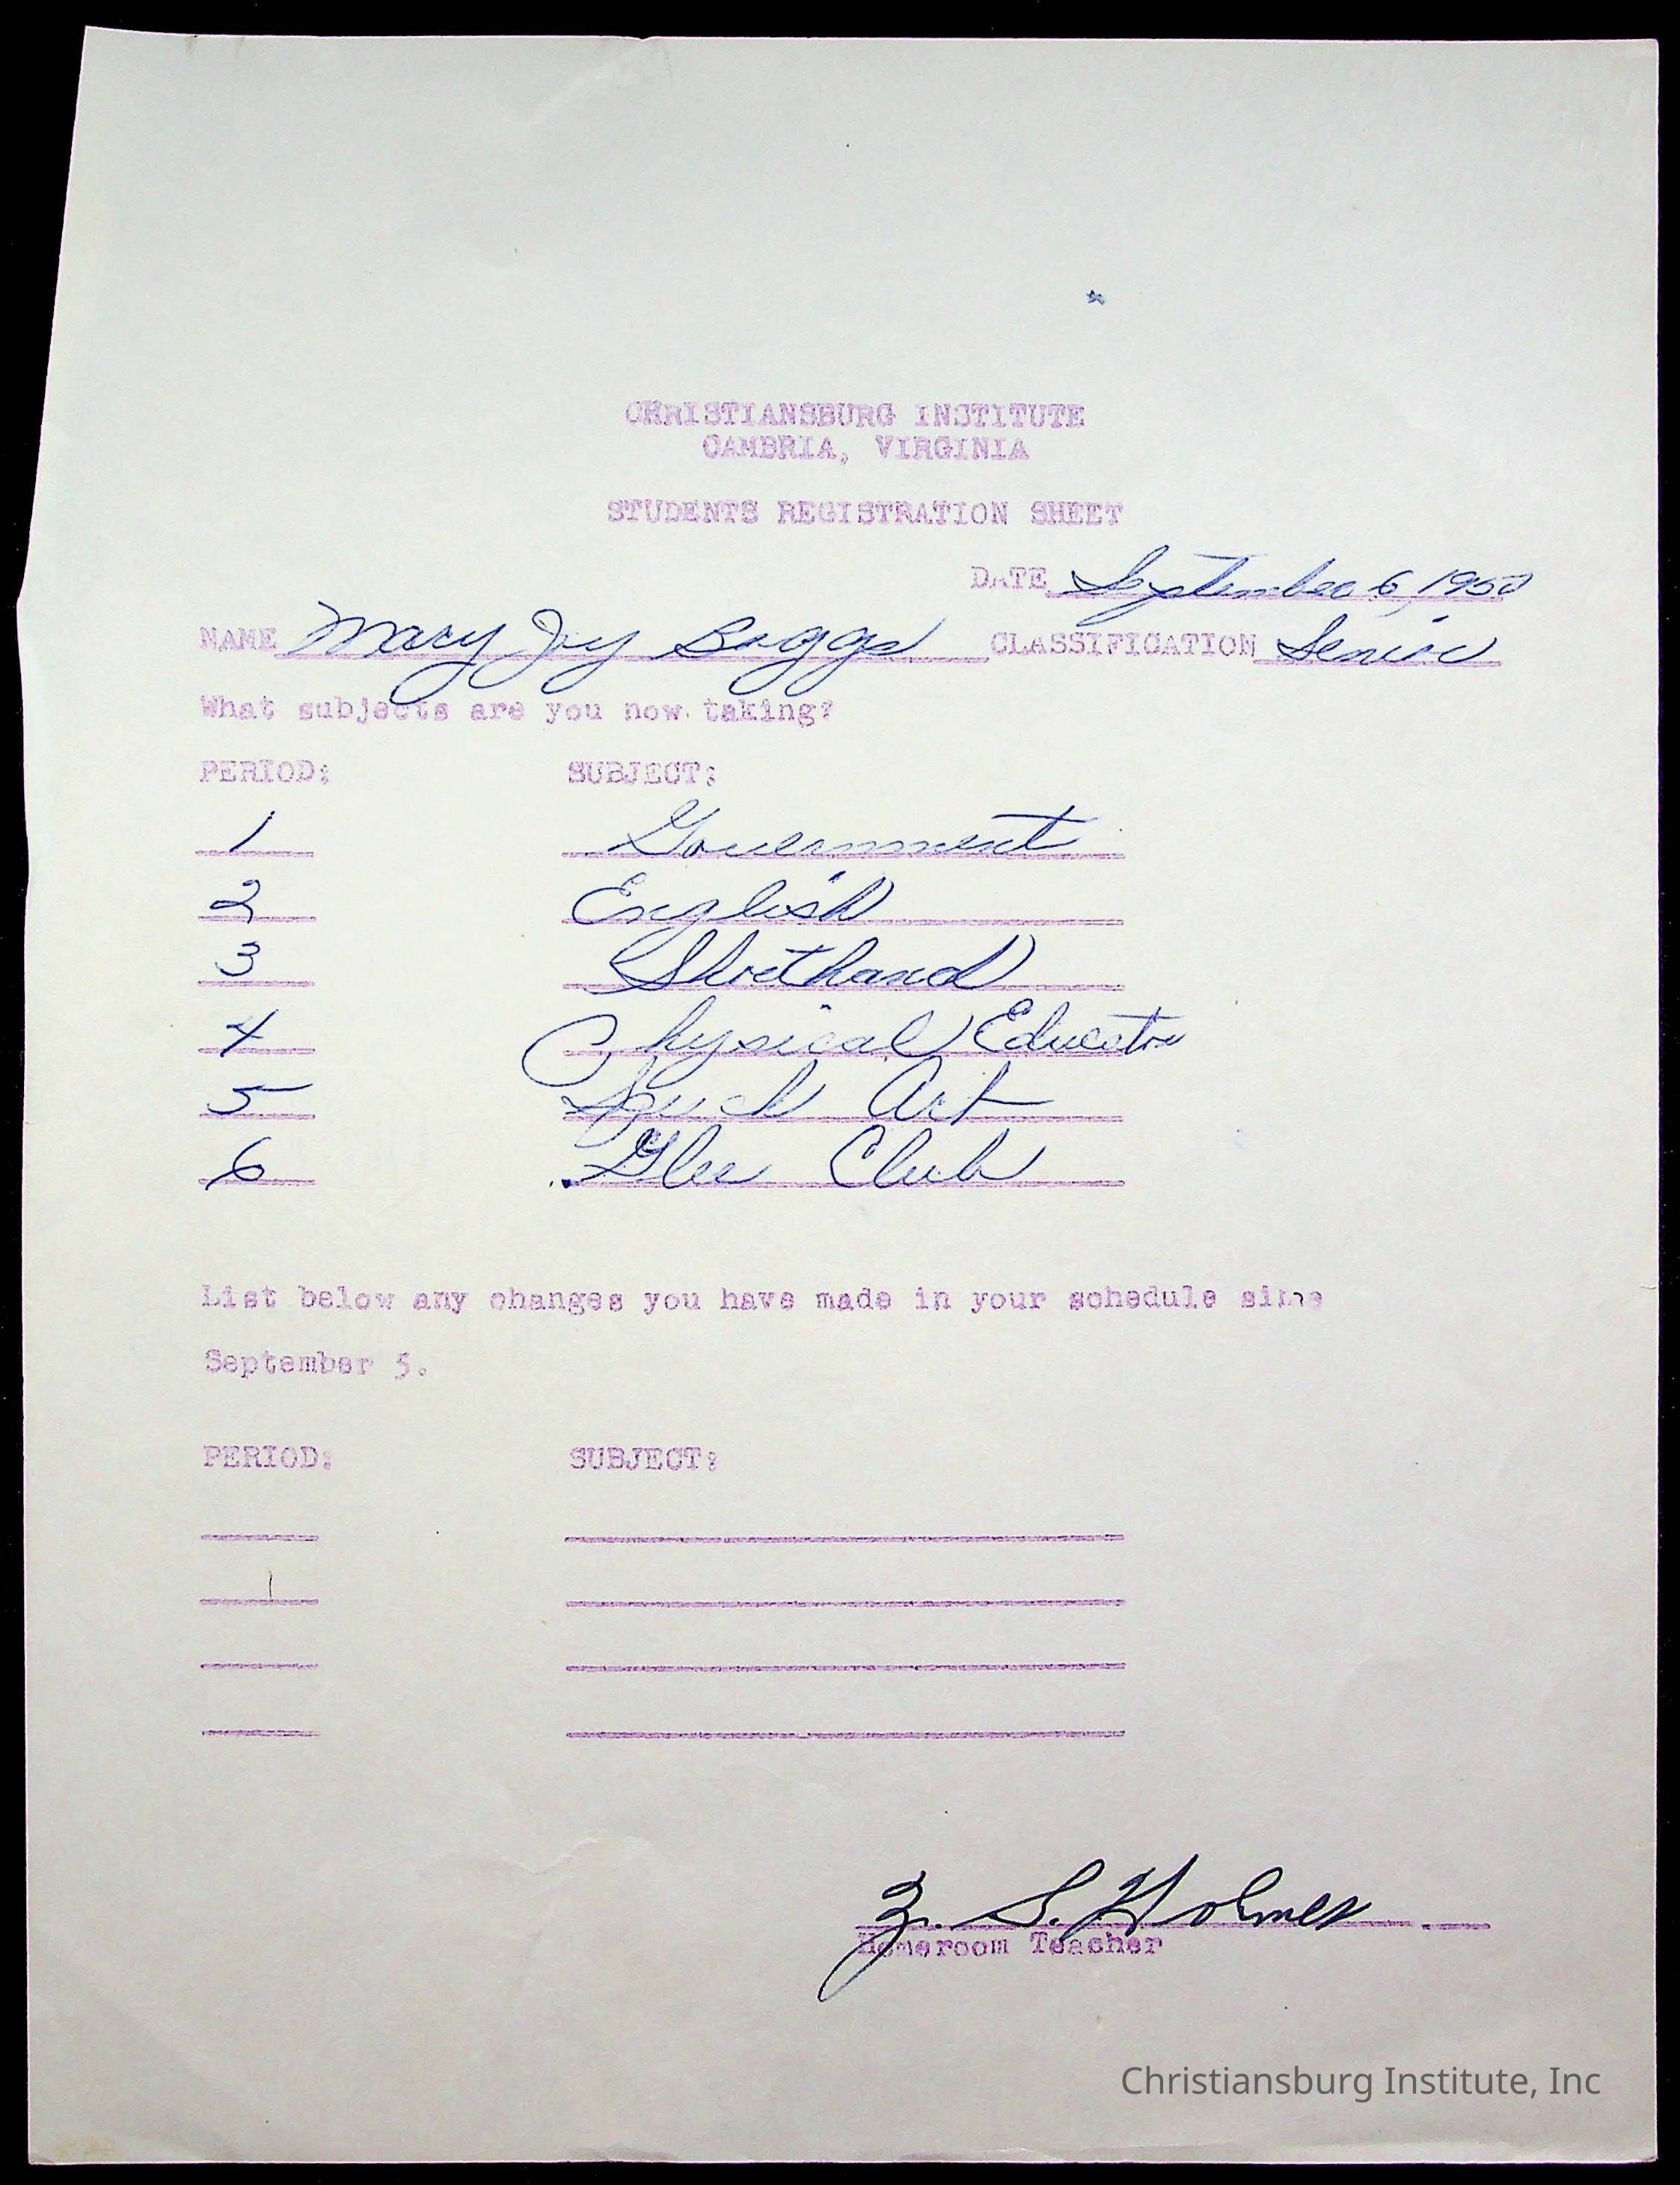 CHRISTIANSBURG INSTITUTE
CAMBRIA, VIRGINIA
STUDENTS REGISTRATION SHEET
DATE September 6, 1950
NAME Mary Joy Boggs CLASSIFICATION Senior
What subjects are you now taking?
PERIOD: SUBJECT:
1 Government
2 English
3 Shorthand
4 Physical Education
5 Speech Art
6 Glee Club
List below any changes you have made in your schedule since
September 5.
PERIOD: SUBJECT:
Z. S. Holmes
Homeroom Teacher
Christiansburg Institute, Inc